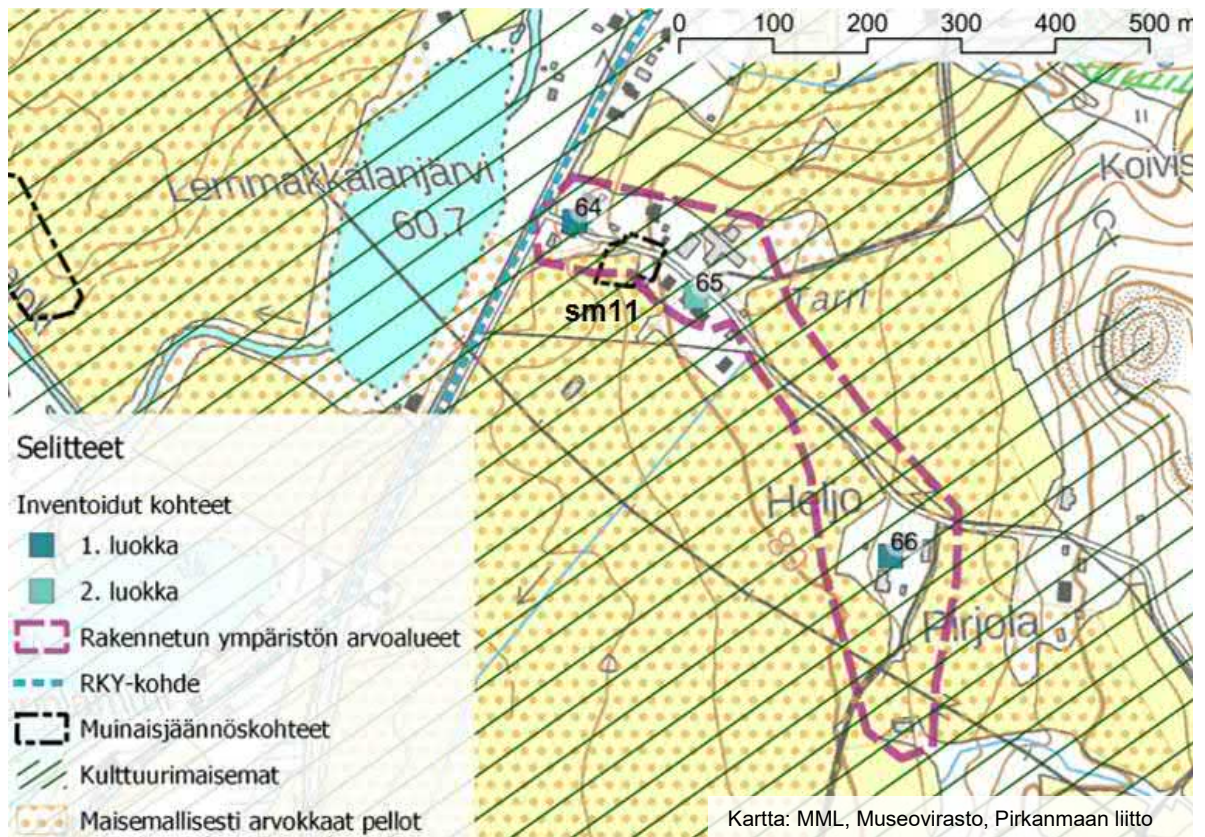 0 100 200 300 400 500 m
Lemmakkalanjärvi
60,7
64
65
sm11
Tarri
Koivis
Heljo
80
66
Pirjola
Selitteet
Inventoidut kohteet
1. luokka
2. luokka
Rakennetun ympäristön arvoalueet
RKY-kohde
Muinaisjäännöskohteet
Kulttuurimaisemat
Maisemallisesti arvokkaat pellot
Kartta: MML, Museovirasto, Pirkanmaan liitto